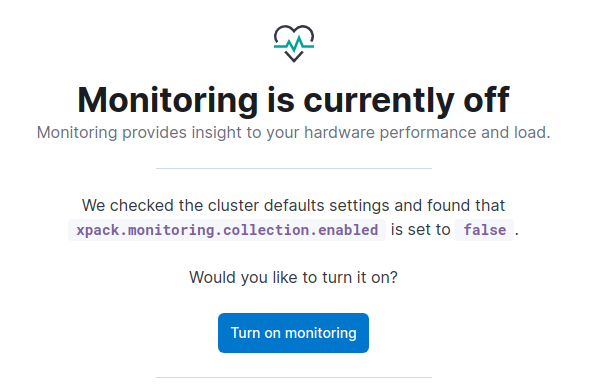 Monitoring is currently off
Monitoring provides insight to your hardware performance and load.
We checked the cluster defaults settings and found that
xpack.monitoring.collection.enabled is set to false .
Would you like to turn it on?
Turn on monitoring